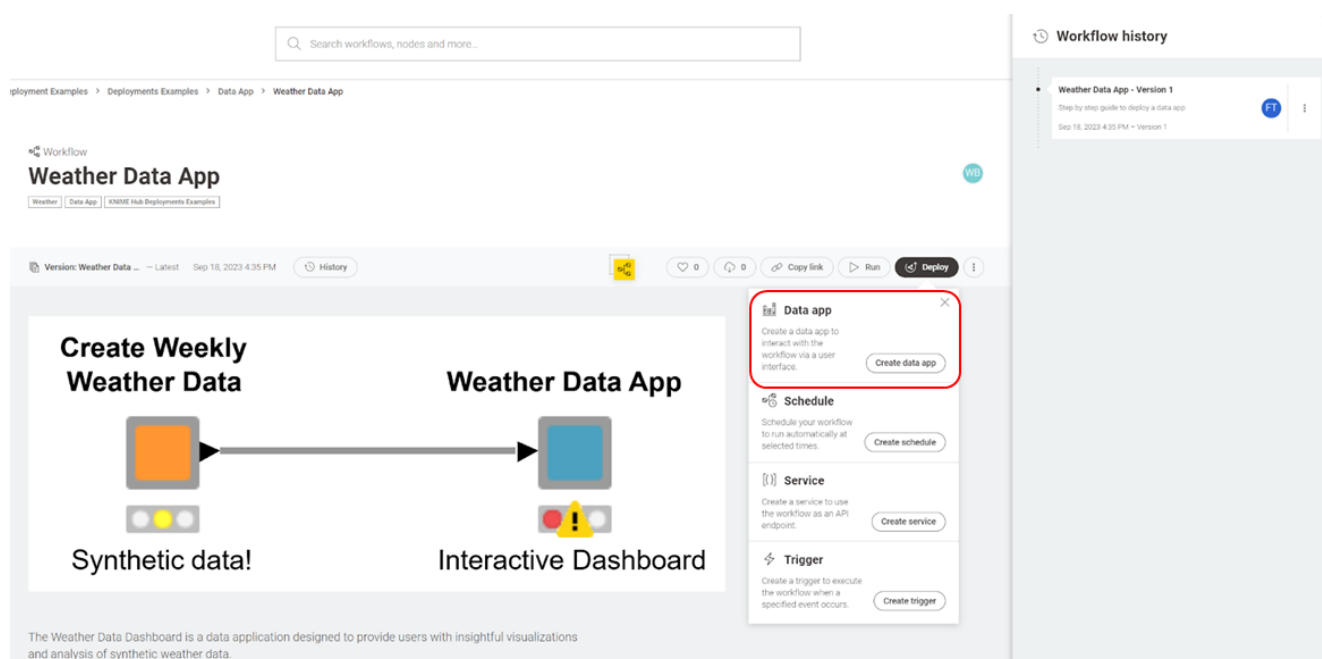 Search workflows, nodes and more...
eployment Examples > Deployments Examples > Data App > Weather Data App
Workflow
Weather Data App
Weather Data App KNIME Hub Deployments Examples
WB
Version: Weather Data ... – Latest Sep 18, 2023 4:35 PM History
0 0 Copy link Run Deploy
Create Weekly
Weather Data
Weather Data App
Synthetic data!
Interactive Dashboard
Data app
Create a data app to
interact with the
workflow via a user
interface.
Create data app
Schedule
Schedule your workflow
to run automatically at
selected times.
Create schedule
Service
Create a service to use
the workflow as an API
endpoint.
Create service
Trigger
Create a trigger to execute
the workflow when a
specified event occurs.
Create trigger
The Weather Data Dashboard is a data application designed to provide users with insightful visualizations
and analysis of synthetic weather data.
Workflow history
Weather Data App - Version 1
Step by step guide to deploy a data app
Sep 18, 2023 4:35 PM – Version 1
FT